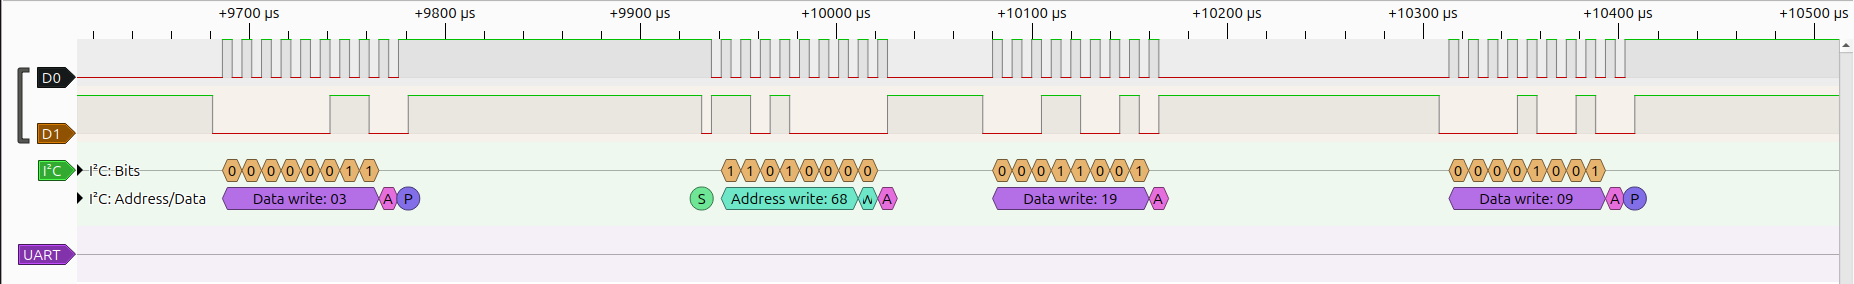 +9700 µs +9800 µs +9900 µs +10000 µs +10100 µs +10200 µs +10300 µs +10400 µs +10500 µs
D0
D1
I²C I²C: Bits 0 0 0 0 0 0 1 1 1 1 0 1 0 0 0 0 0 0 0 1 1 0 0 1 0 0 0 0 1 0 0 1
I²C: Address/Data Data write: 03 A P S Address write: 68 W A Data write: 19 A Data write: 09 A P
UART